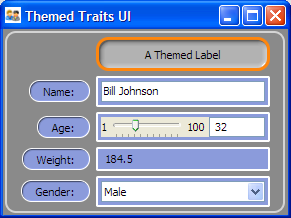 Themed Traits UI
A Themed Label
Name: Bill Johnson
Age: 1 100 32
Weight: 184.5
Gender: Male